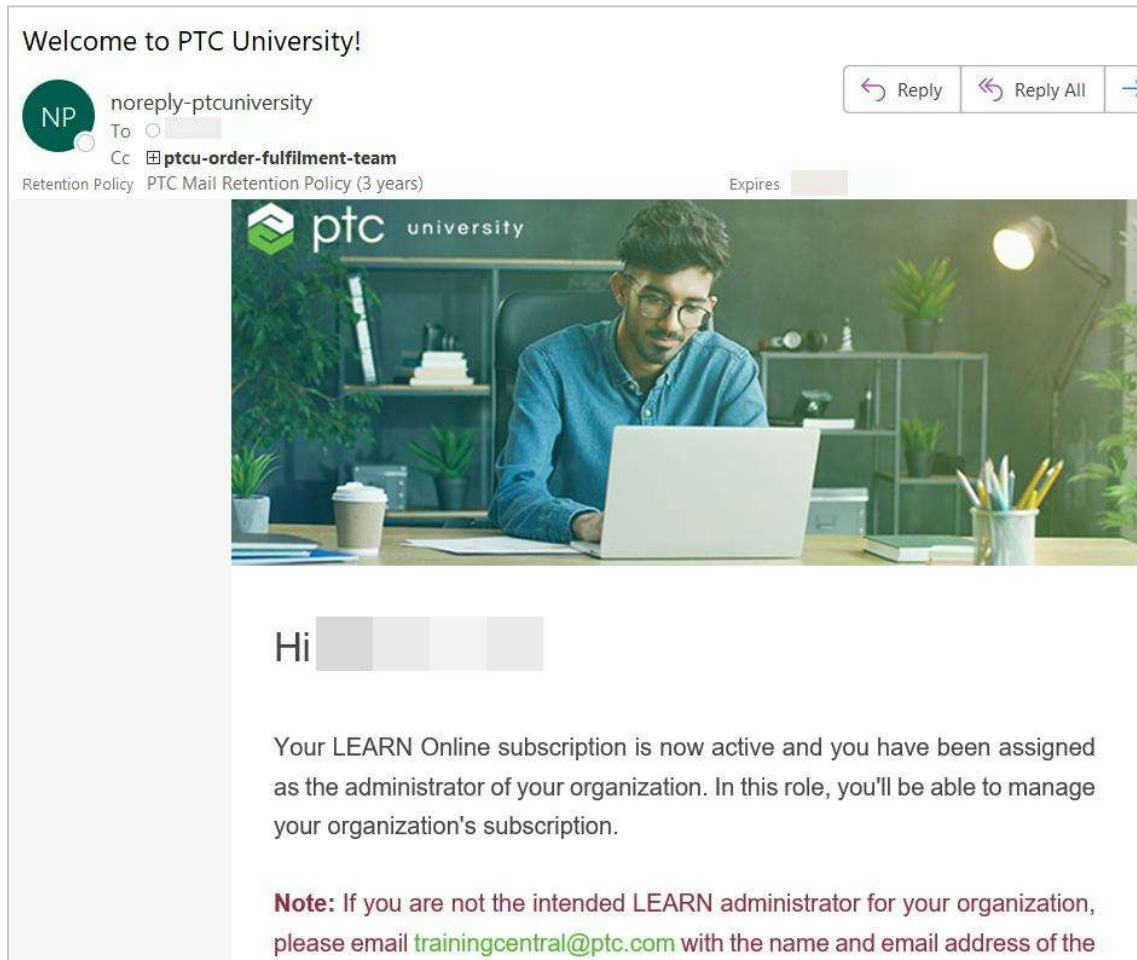 Welcome to PTC University!
NP
noreply-ptcuniversity
Reply
Reply All
To
Cc ptcu-order-fulfilment-team
Retention Policy PTC Mail Retention Policy (3 years)
Expires
ptc university
Hi
Your LEARN Online subscription is now active and you have been assigned
as the administrator of your organization. In this role, you'll be able to manage
your organization's subscription.
Note: If you are not the intended LEARN administrator for your organization,
please email trainingcentral@ptc.com with the name and email address of the